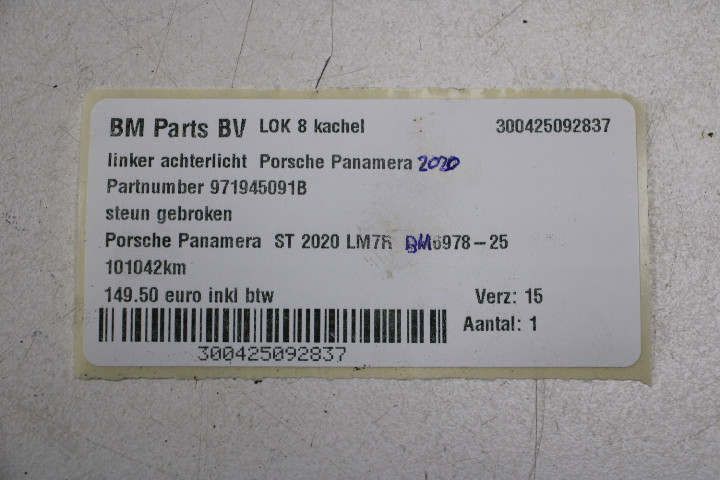 BM Parts BV LOK 8 kachel 300425092837
linker achterlicht Porsche Panamera 2020
Partnumber 971945091B
steun gebroken
Porsche Panamera ST 2020 LM7R BM6978-25
101042km
149.50 euro inkl btw Verz: 15
Aantal: 1
300425092837